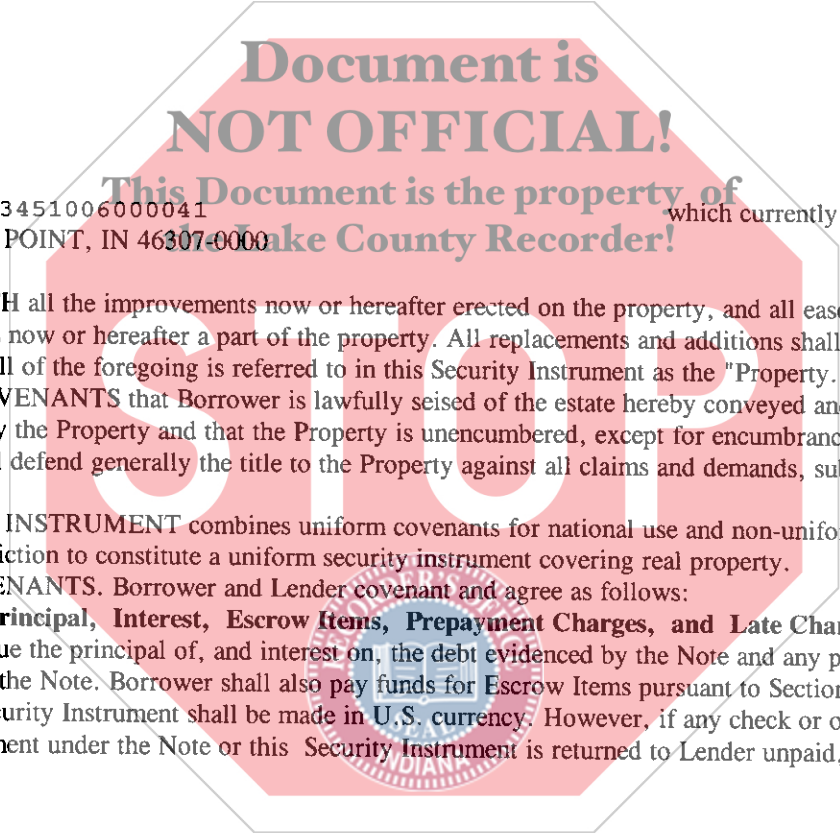 Document is
NOT OFFICIAL!
This Document is the property of
the Lake County Recorder!
3451006000041 which currently
POINT, IN 46307-0000
H all the improvements now or hereafter erected on the property, and all ease
now or hereafter a part of the property. All replacements and additions shall
ll of the foregoing is referred to in this Security Instrument as the "Property.
VENANTS that Borrower is lawfully seised of the estate hereby conveyed and
the Property and that the Property is unencumbered, except for encumbranc
defend generally the title to the Property against all claims and demands, su
STOP
INSTRUMENT combines uniform covenants for national use and non-unifo
iction to constitute a uniform security instrument covering real property.
ENANTS. Borrower and Lender covenant and agree as follows:
rincipal, Interest, Escrow Items, Prepayment Charges, and Late Char
ue the principal of, and interest on, the debt evidenced by the Note and any p
the Note. Borrower shall also pay funds for Escrow Items pursuant to Section
urity Instrument shall be made in U.S. currency. However, if any check or o
ent under the Note or this Security Instrument is returned to Lender unpaid,
RECORDER'S OFFICE
SEAL
INDIANA